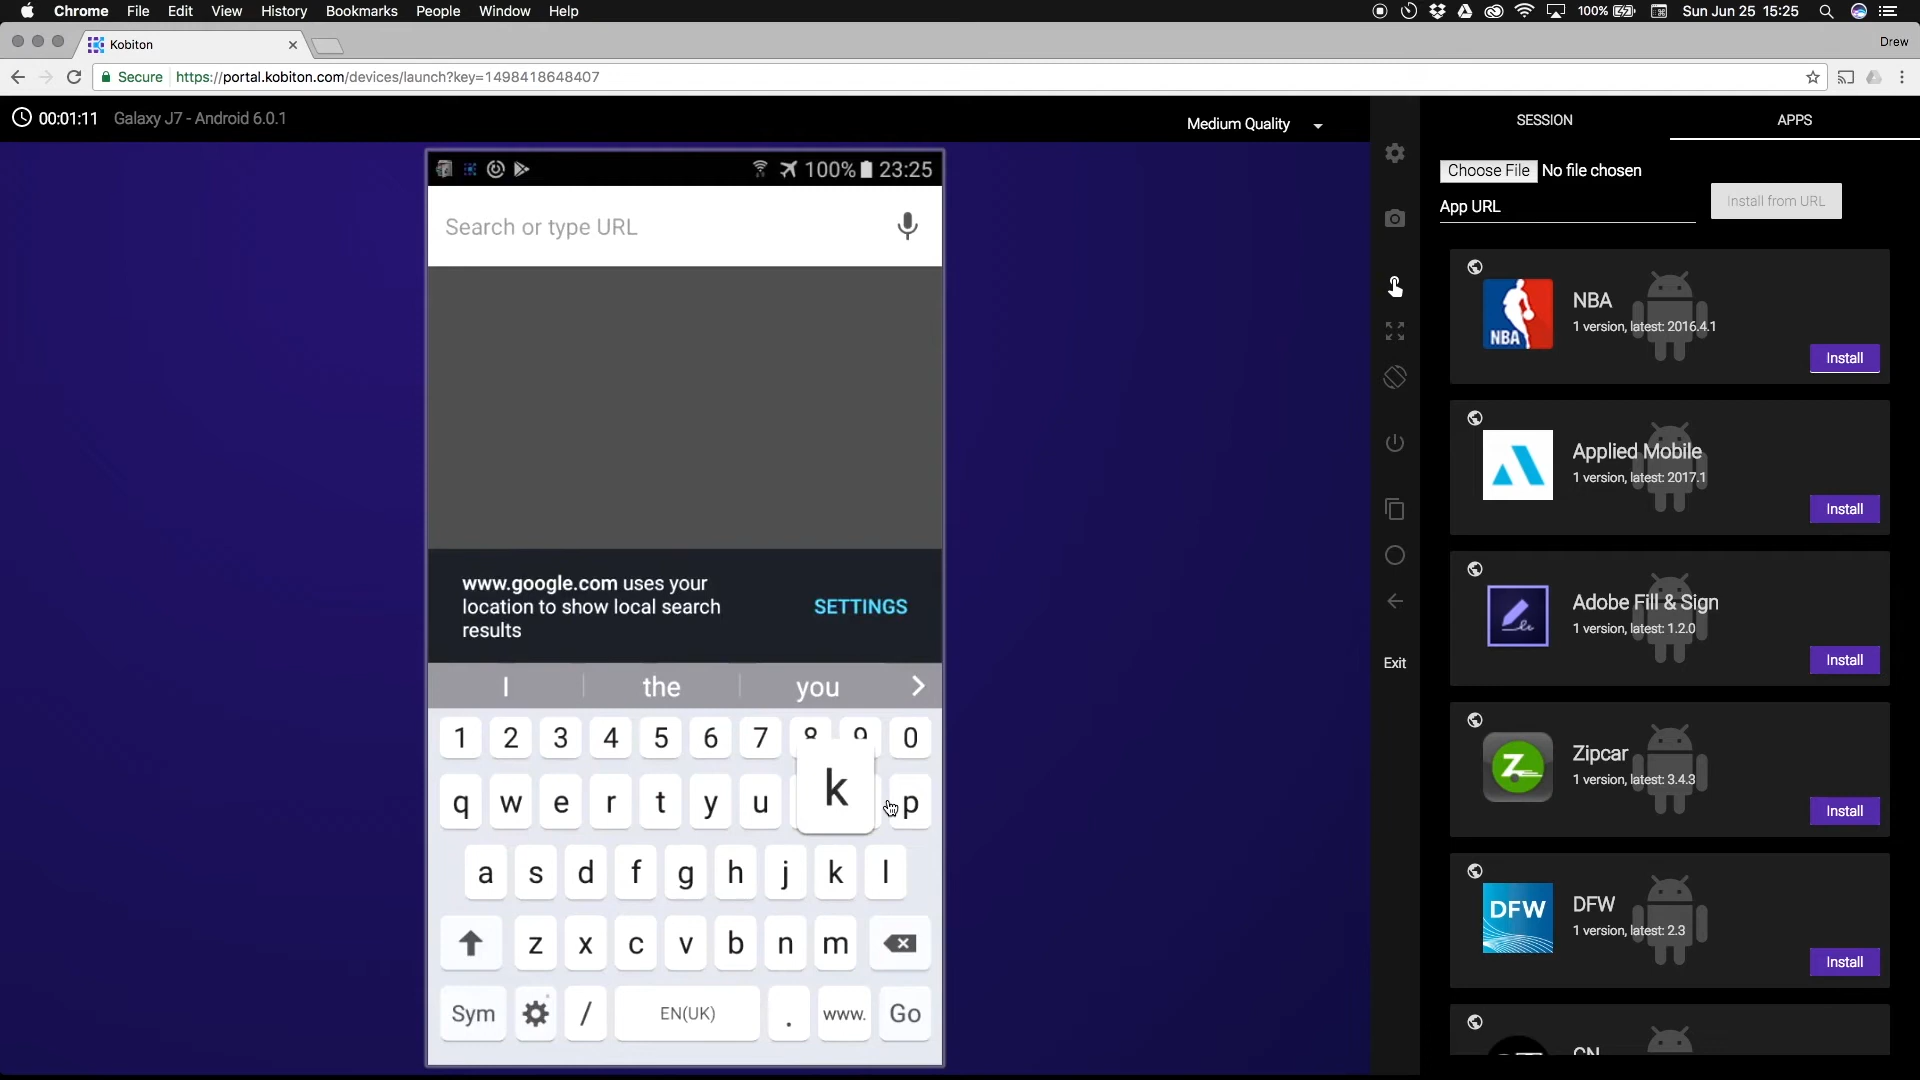 Chrome File Edit View History Bookmarks People Window Help 100% Sun Jun 25 15:25
Kobiton Drew
Secure https://portal.kobiton.com/devices/launch?key=1498418648407
00:01:11 Galaxy J7 - Android 6.0.1 Medium Quality
SESSION APPS
100% 23:25
Search or type URL
www.google.com uses your
location to show local search
results
SETTINGS
I the you
1 2 3 4 5 6 7 8 9 0
q w e r t y u k p
a s d f g h j k l
z x c v b n m
Sym / EN(UK) . www. Go
Exit
Choose File No file chosen
App URL Install from URL
NBA
NBA
1 version, latest: 2016.4.1
Install
Applied Mobile
1 version, latest: 2017.1
Install
Adobe Fill & Sign
1 version, latest: 1.2.0
Install
Z
Zipcar
1 version, latest: 3.4.3
Install
DFW
DFW
1 version, latest: 2.3
Install